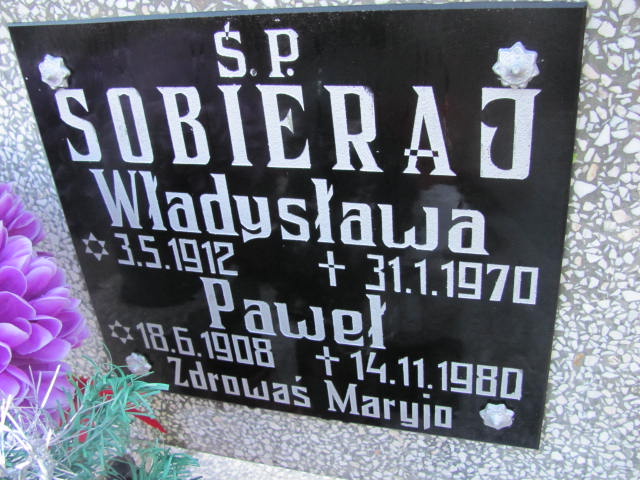 Ś.P.
SOBIERAJ
Władysława
✡ 3.5.1912 ✝ 31.1.1970
Paweł
✡ 18.6.1908 ✝ 14.11.1980
Zdrowaś Maryjo